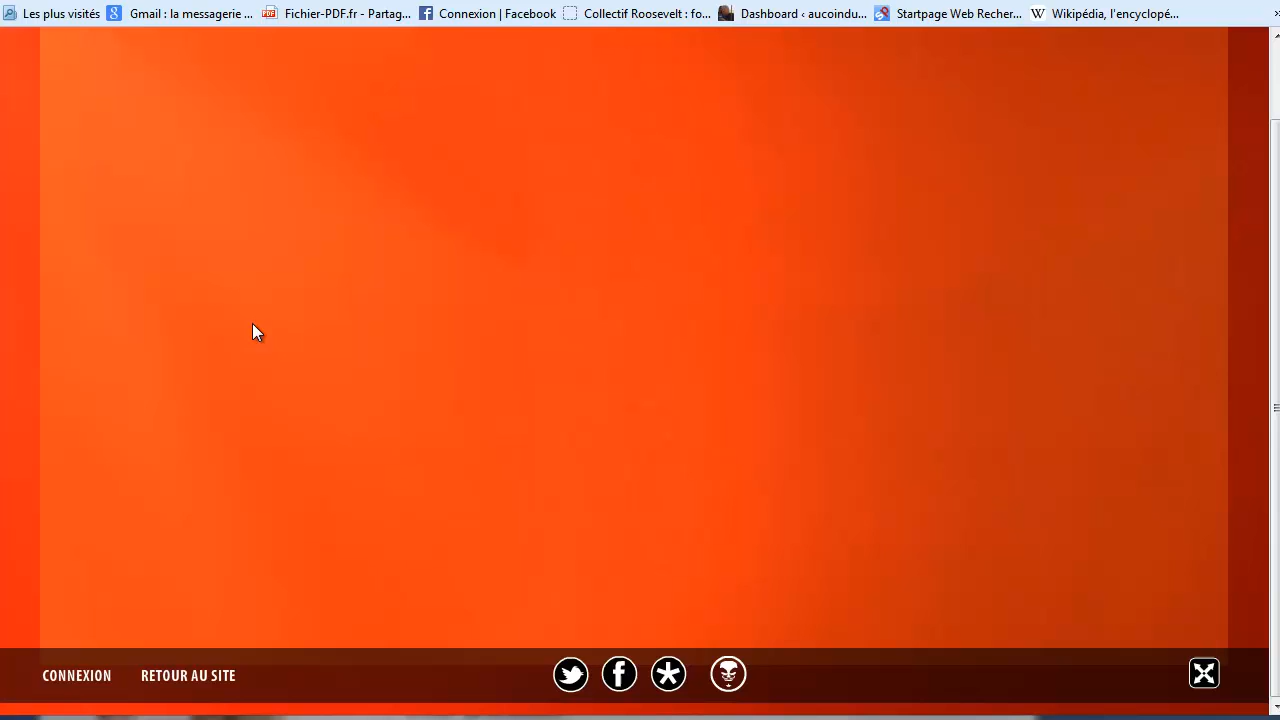 Les plus visités Gmail : la messagerie ... Fichier-PDF.fr - Partag... Connexion | Facebook Collectif Roosevelt : fo... Dashboard ‹ aucoindu... Startpage Web Recher... Wikipédia, l'encyclopé...
CONNEXION RETOUR AU SITE